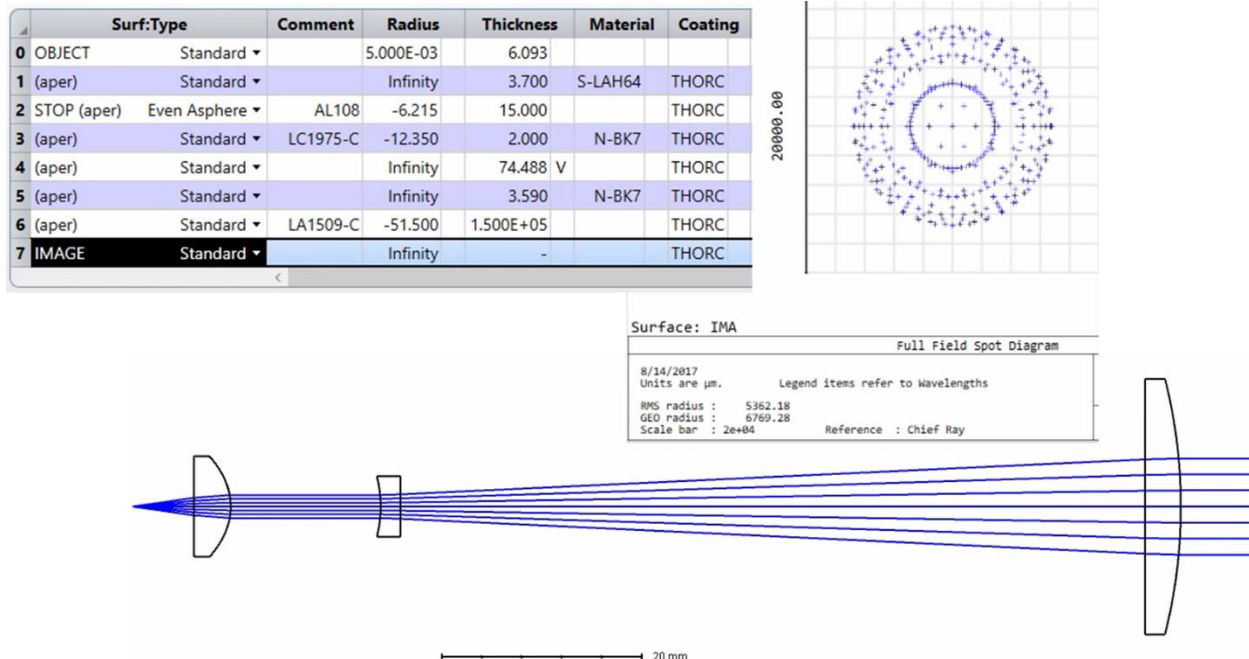 Surf:Type Comment Radius Thickness Material Coating
0 OBJECT Standard ▾ 5.000E-03 6.093
1 (aper) Standard ▾ Infinity 3.700 S-LAH64 THORC
2 STOP (aper) Even Asphere ▾ AL108 -6.215 15.000 THORC
3 (aper) Standard ▾ LC1975-C -12.350 2.000 N-BK7 THORC
4 (aper) Standard ▾ Infinity 74.488 V THORC
5 (aper) Standard ▾ Infinity 3.590 N-BK7 THORC
6 (aper) Standard ▾ LA1509-C -51.500 1.500E+05 THORC
7 IMAGE Standard ▾ Infinity - THORC
20000.00
Surface: IMA
Full Field Spot Diagram
8/14/2017
Units are µm. Legend items refer to Wavelengths
RMS radius : 5362.18
GEO radius : 6769.28
Scale bar : 2e+04 Reference : Chief Ray
20 mm